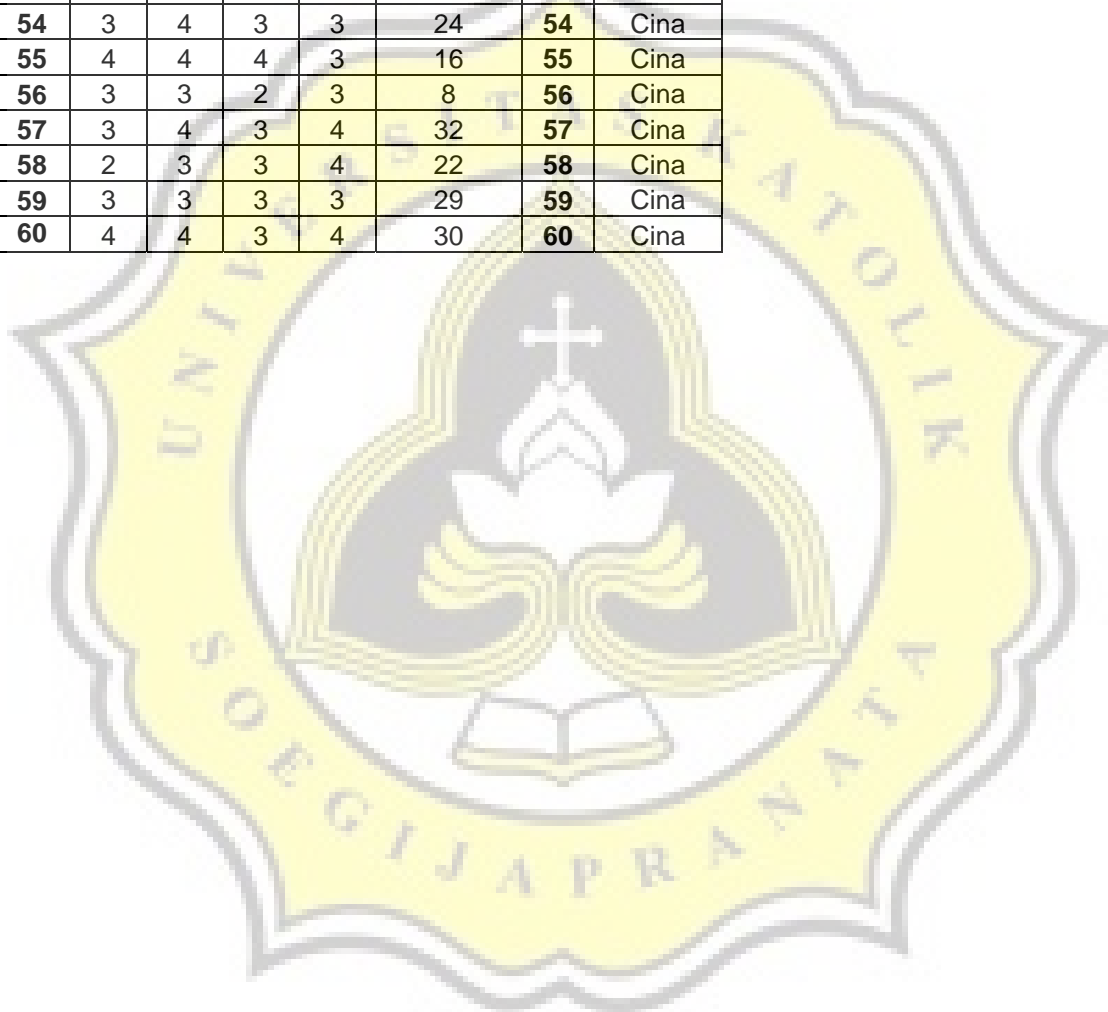 54 3 4 3 3 24 54 Cina
55 4 4 4 3 16 55 Cina
56 3 3 2 3 8 56 Cina
57 3 4 3 4 32 57 Cina
58 2 3 3 4 22 58 Cina
59 3 3 3 3 29 59 Cina
60 4 4 3 4 30 60 Cina
UNIVERSITAS KATOLIK
SOEGIJAPRANATA